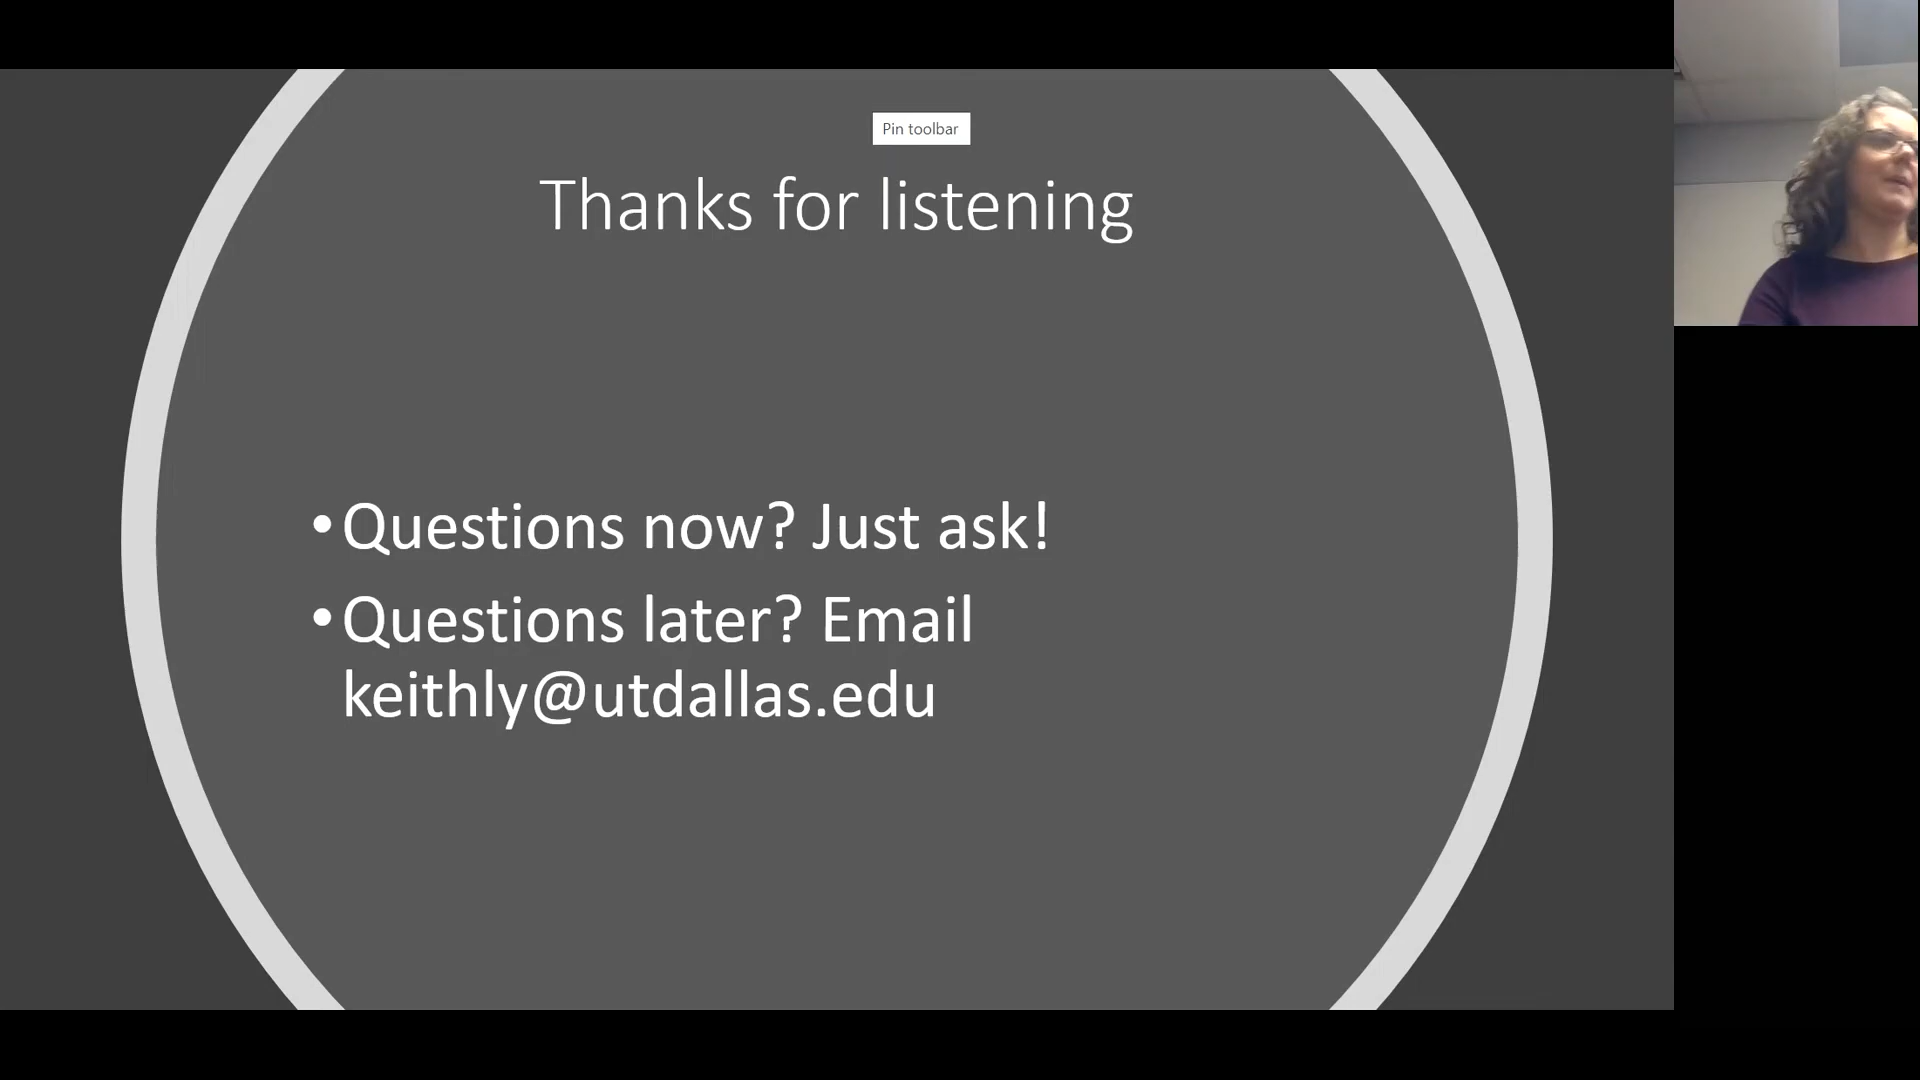 Pin toolbar
Thanks for listening
• Questions now? Just ask!
• Questions later? Email
keithly@utdallas.edu